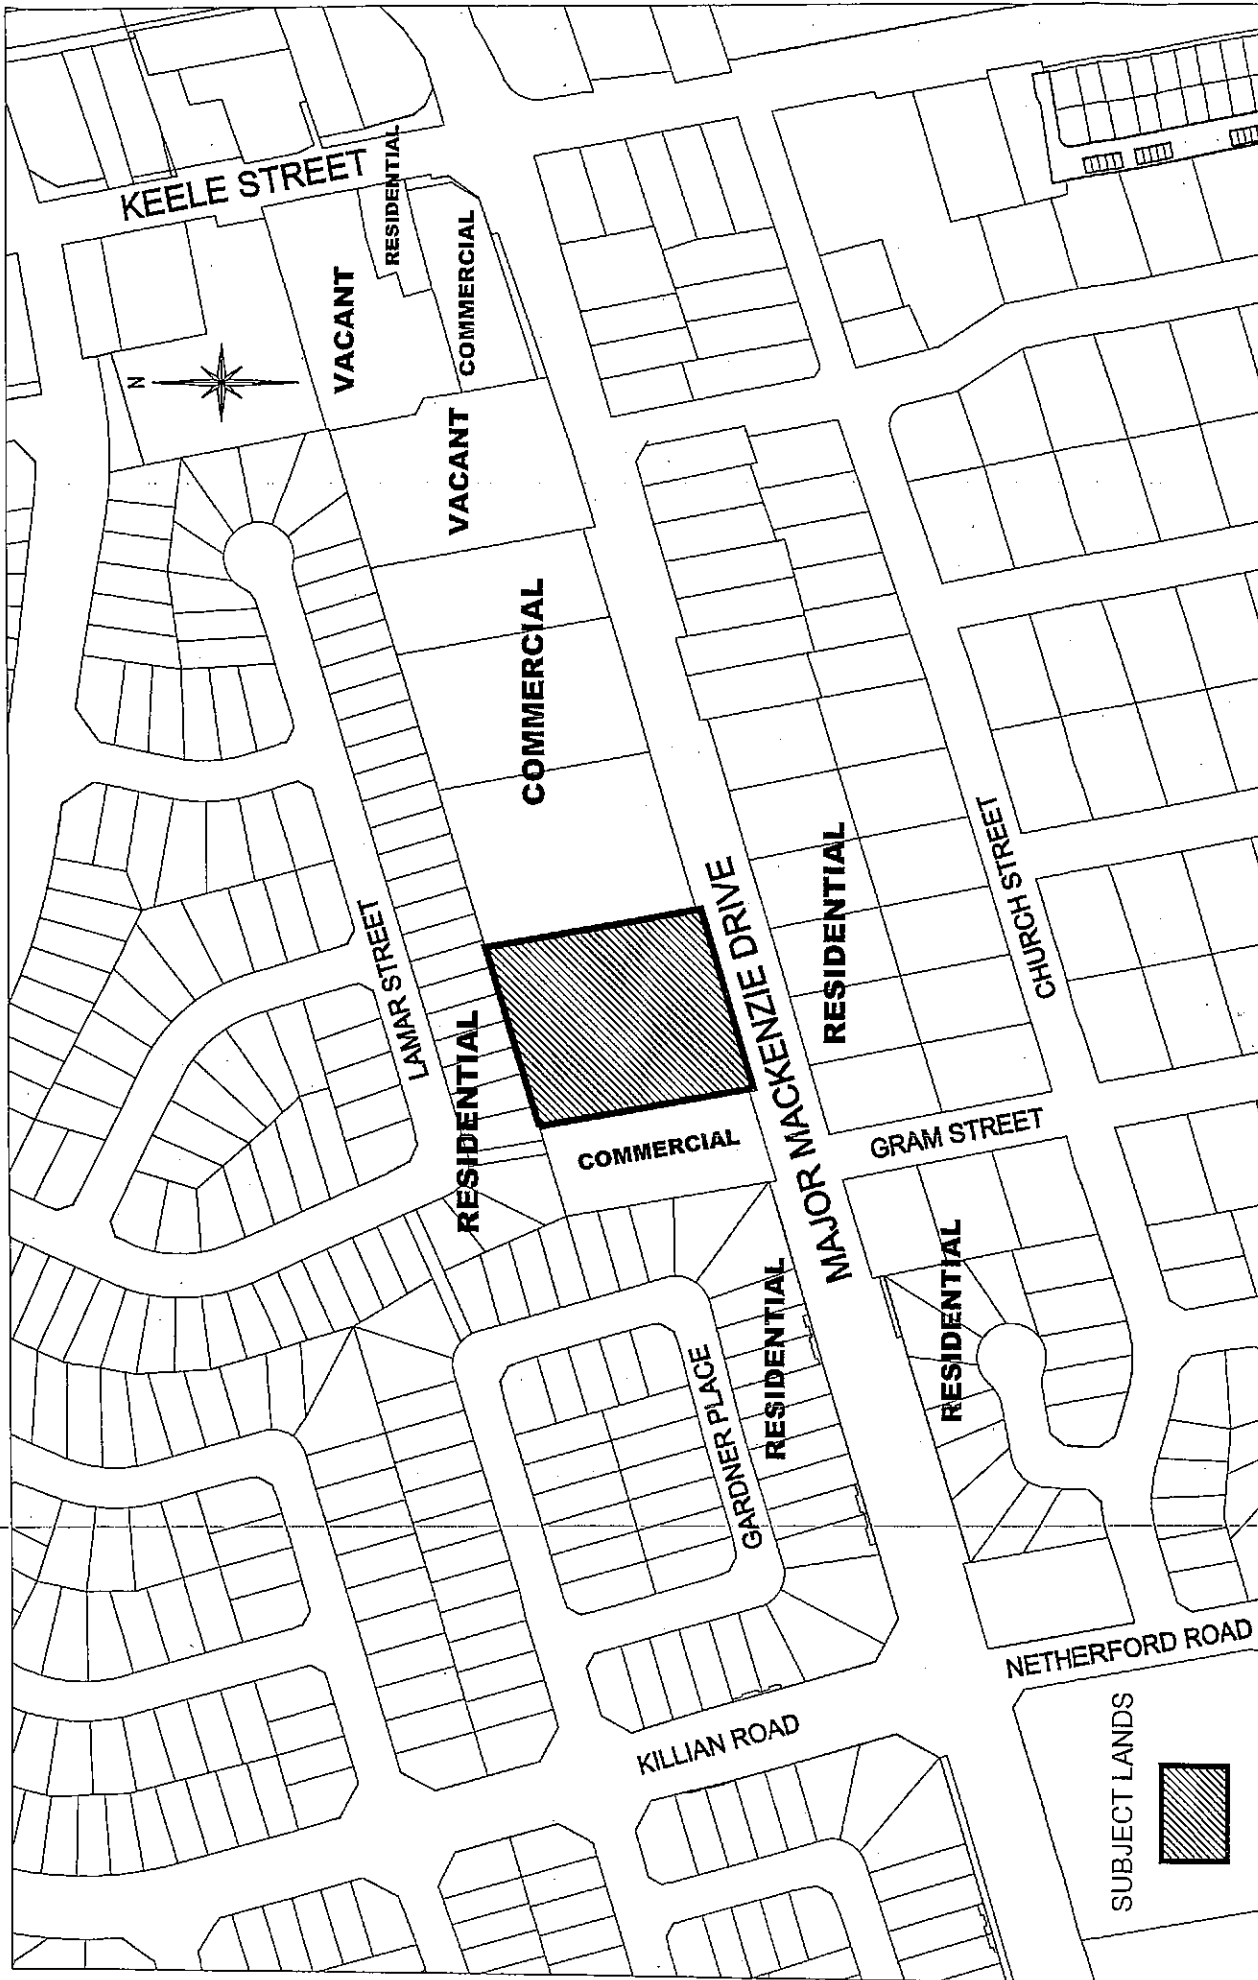 KEELE STREET
RESIDENTIAL
VACANT
COMMERCIAL
N
VACANT
COMMERCIAL
LAMAR STREET
RESIDENTIAL
MAJOR MACKENZIE DRIVE
RESIDENTIAL
CHURCH STREET
COMMERCIAL
GRAM STREET
RESIDENTIAL
RESIDENTIAL
GARDNER PLACE
KILLIAN ROAD
NETHERFORD ROAD
SUBJECT LANDS